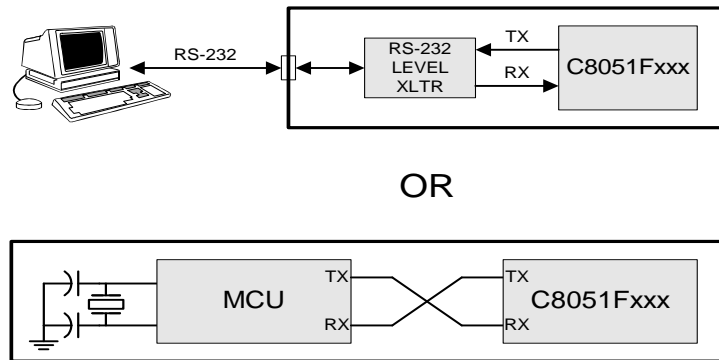 RS-232
RS-232
LEVEL
XLTR
TX
RX
C8051Fxxx
OR
MCU
TX
RX
TX
RX
C8051Fxxx